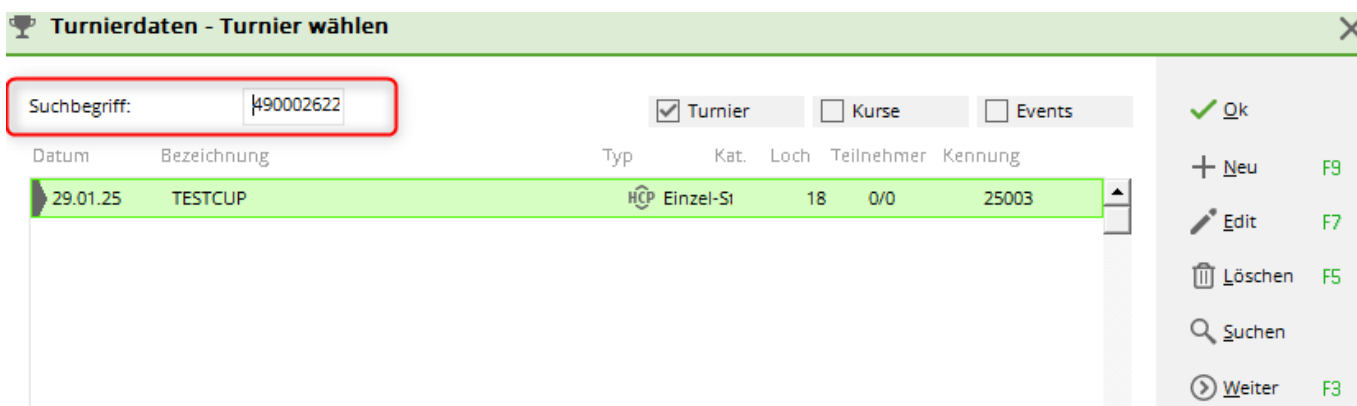 Turnierdaten - Turnier wählen
Suchbegriff: 490002622 Turnier Kurse Events
Datum Bezeichnung Typ Kat. Loch Teilnehmer Kennung
29.01.25 TESTCUP HCP Einzel-St 18 0/0 25003
Ok
Neu F9
Edit F7
Löschen F5
Suchen
Weiter F3